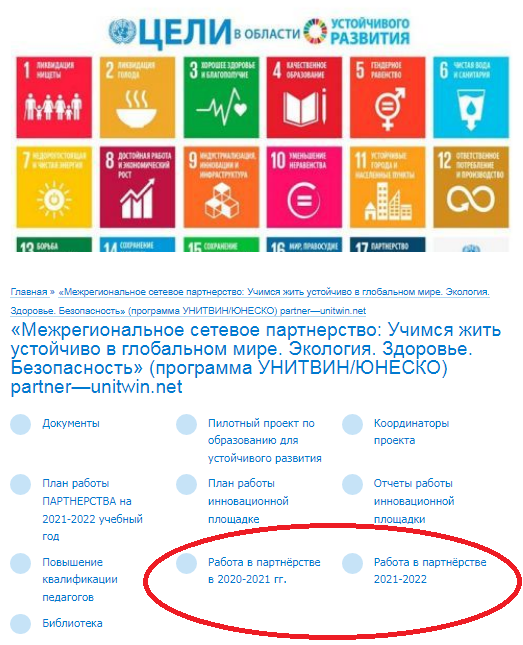 ЦЕЛИ В ОБЛАСТИ УСТОЙЧИВОГО
РАЗВИТИЯ
1 ЛИКВИДАЦИЯ
НИЩЕТЫ
2 ЛИКВИДАЦИЯ
ГОЛОДА
3 ХОРОШЕЕ ЗДОРОВЬЕ
И БЛАГОПОЛУЧИЕ
4 КАЧЕСТВЕННОЕ
ОБРАЗОВАНИЕ
5 ГЕНДЕРНОЕ
РАВЕНСТВО
6 ЧИСТАЯ ВОДА
И САНИТАРИЯ
7 НЕДОРОГОСТОЯЩАЯ
И ЧИСТАЯ ЭНЕРГИЯ
8 ДОСТОЙНАЯ РАБОТА
И ЭКОНОМИЧЕСКИЙ
РОСТ
9 ИНДУСТРИАЛИЗАЦИЯ,
ИННОВАЦИИ И
ИНФРАСТРУКТУРА
10 УМЕНЬШЕНИЕ
НЕРАВЕНСТВА
11 УСТОЙЧИВЫЕ
ГОРОДА И
НАСЕЛЕННЫЕ ПУНКТЫ
12 ОТВЕТСТВЕННОЕ
ПОТРЕБЛЕНИЕ
И ПРОИЗВОДСТВО
13 БОРЬБА
14 СОХРАНЕНИЕ
15 СОХРАНЕНИЕ
16 МИР, ПРАВОСУДИЕ
17 ПАРТНЕРСТВО
Главная » «Межрегиональное сетевое партнерство: Учимся жить устойчиво в глобальном мире. Экология.
Здоровье. Безопасность» (программа УНИТВИН/ЮНЕСКО) partner—unitwin.net
«Межрегиональное сетевое партнерство: Учимся жить
устойчиво в глобальном мире. Экология. Здоровье.
Безопасность» (программа УНИТВИН/ЮНЕСКО)
partner—unitwin.net
Документы
Пилотный проект по
образованию для
устойчивого развития
Координаторы
проекта
План работы
ПАРТНЕРСТВА на
2021-2022 учебный
год
План работы
инновационной
площадке
Отчеты работы
инновационной
площадки
Повышение
квалификации
педагогов
Работа в партнёрстве
в 2020-2021 гг.
Работа в партнёрстве
2021-2022
Библиотека